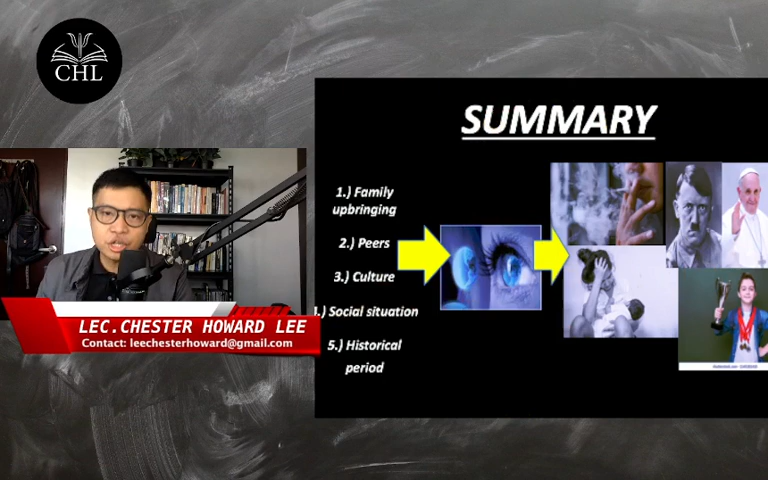 CHL
SUMMARY
1.) Family
upbringing
2.) Peers
3.) Culture
.) Social situation
5.) Historical
period
LEC.CHESTER HOWARD LEE
Contact: leechesterhoward@gmail.com